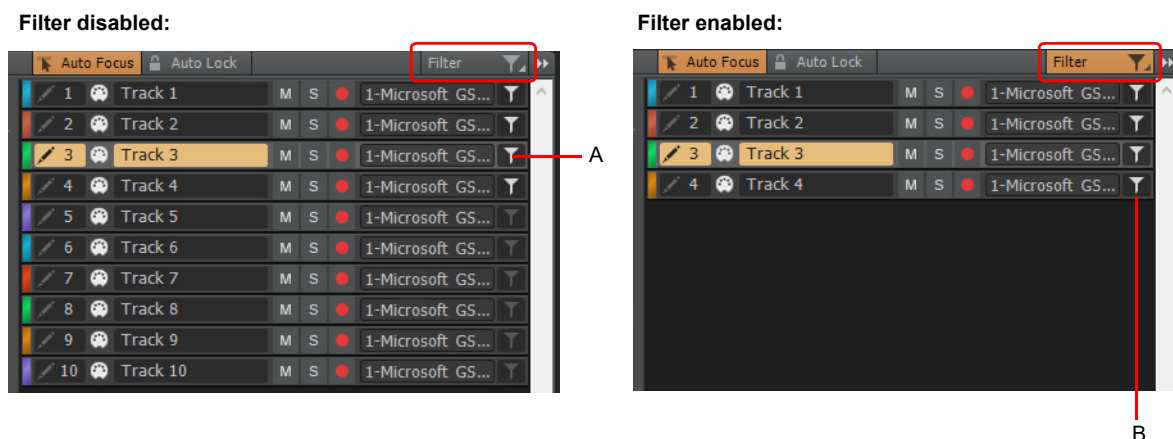 Filter disabled:
Auto Focus Auto Lock Filter
1 Track 1 M S 1-Microsoft GS...
2 Track 2 M S 1-Microsoft GS...
3 Track 3 M S 1-Microsoft GS...
A
4 Track 4 M S 1-Microsoft GS...
5 Track 5 M S 1-Microsoft GS...
6 Track 6 M S 1-Microsoft GS...
7 Track 7 M S 1-Microsoft GS...
8 Track 8 M S 1-Microsoft GS...
9 Track 9 M S 1-Microsoft GS...
10 Track 10 M S 1-Microsoft GS...
Filter enabled:
Auto Focus Auto Lock Filter
1 Track 1 M S 1-Microsoft GS...
2 Track 2 M S 1-Microsoft GS...
3 Track 3 M S 1-Microsoft GS...
4 Track 4 M S 1-Microsoft GS...
B